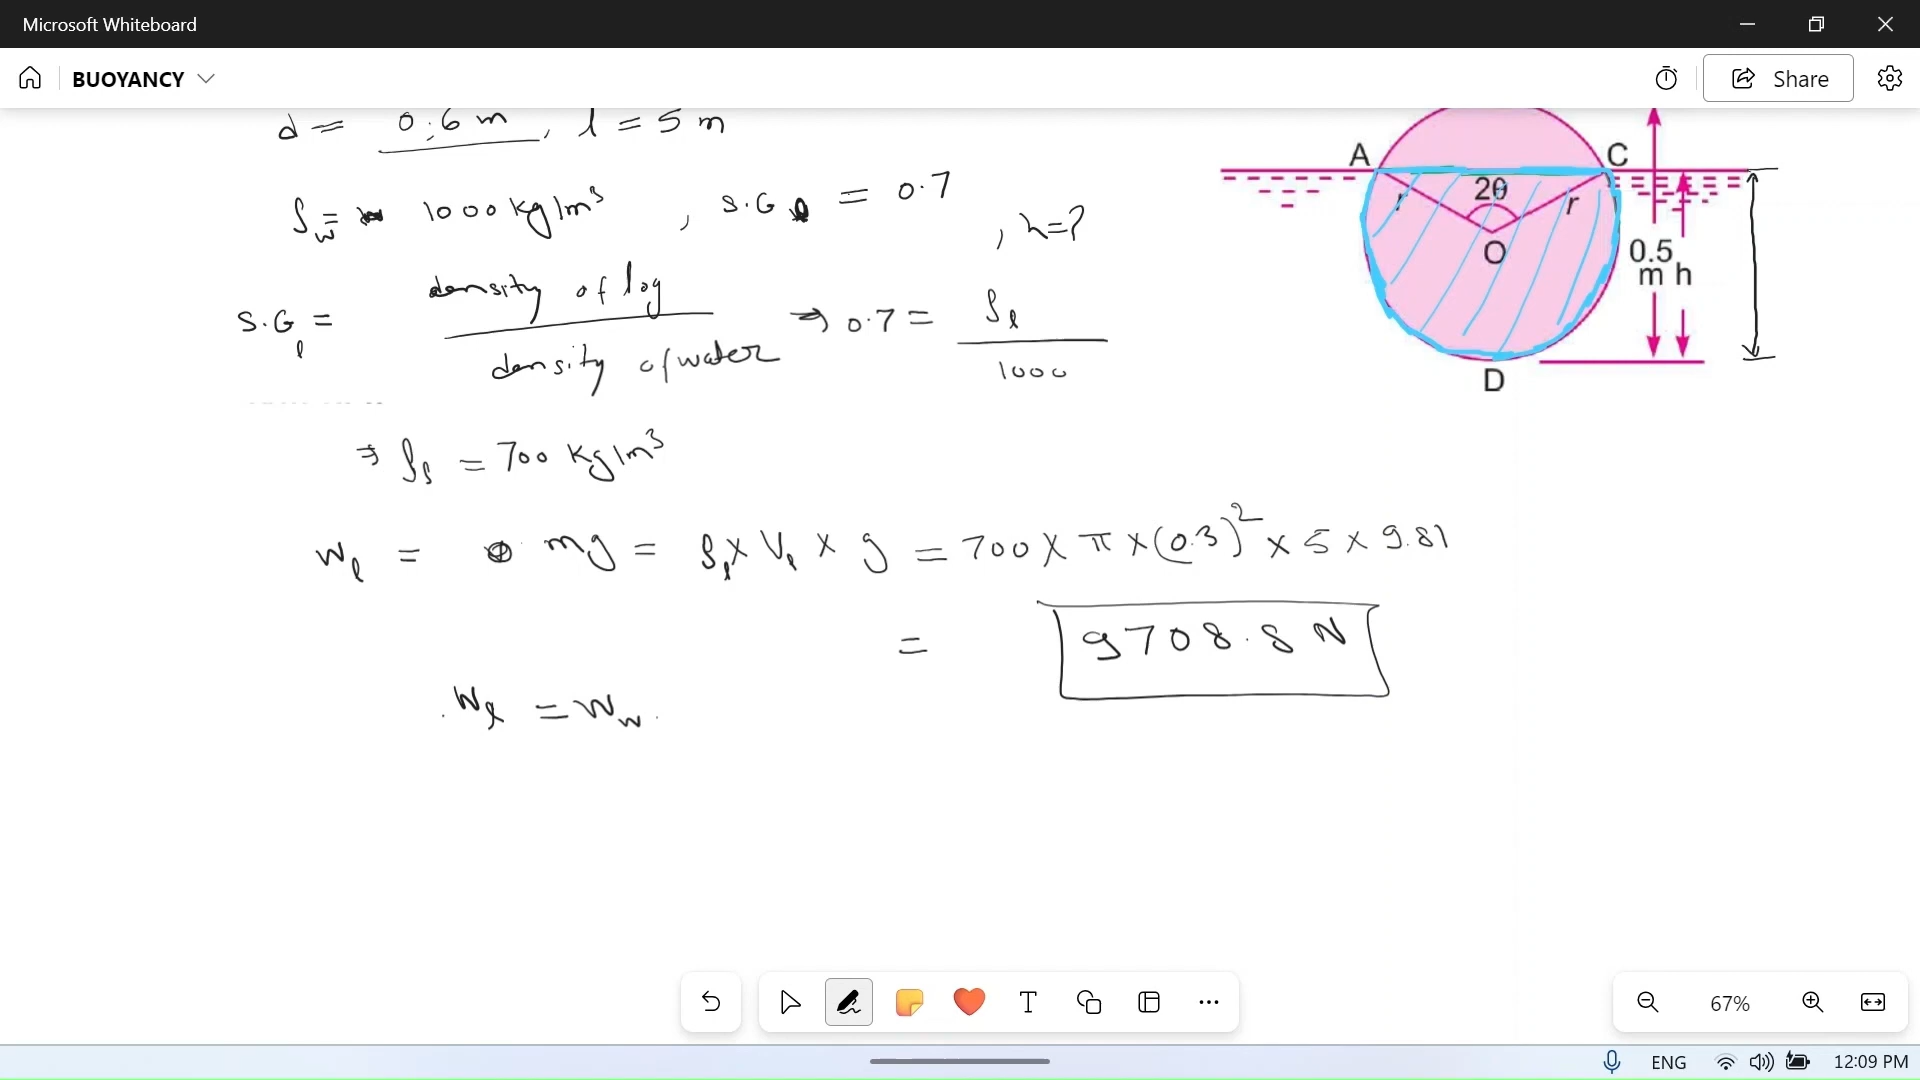 Microsoft Whiteboard
BUOYANCY
Share
d = 0.6 m, l = 5 m
ρw = 1000 kg/m³, S.Gl = 0.7, h=?
S.Gl = density of log / density of water ⇒ 0.7 = ρl / 1000
⇒ ρl = 700 kg/m³
Wl = mg = ρl × Vl × g = 700 × π × (0.3)² × 5 × 9.81
= 9708.8 N
Wl = Ww
A
C
2θ
r
r
O
0.5
m h
D
67%
ENG
12:09 PM